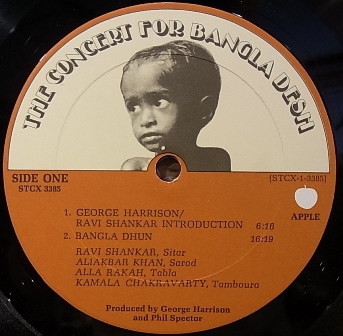 THE CONCERT FOR BANGLA DESH
SIDE ONE
STCX 3385
(STCX-1-3385)
1. GEORGE HARRISON/
RAVI SHANKAR INTRODUCTION 6:16
APPLE
2. BANGLA DHUN 16:19
RAVI SHANKAR, Sitar
ALIAKBAR KHAN, Sarod
ALLA RAKAH, Tabla
KAMALA CHAKRAVARTY, Tamboura
Produced by George Harrison
and Phil Spector